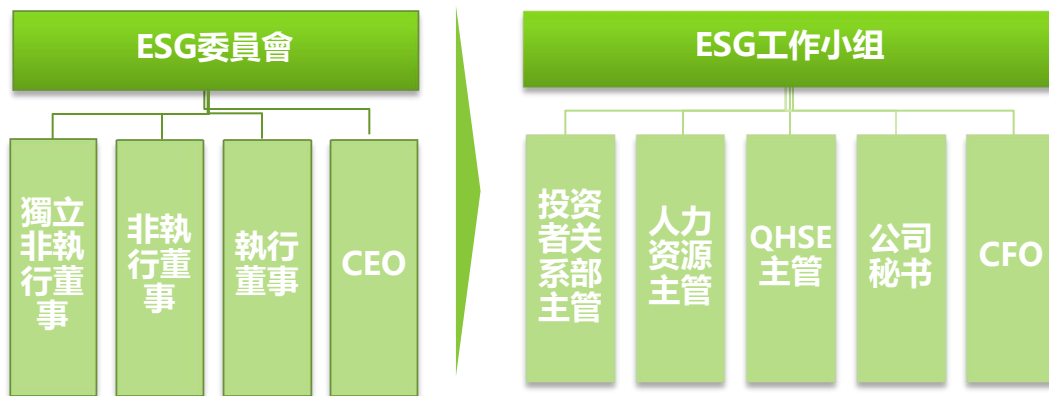 ESG委員會
獨立
非執
行董
事
非執
行董
事
執行
董事
CEO
ESG工作小组
投资
者关
系部
主管
人力
资源
主管
QHSE
主管
公司
秘书
CFO